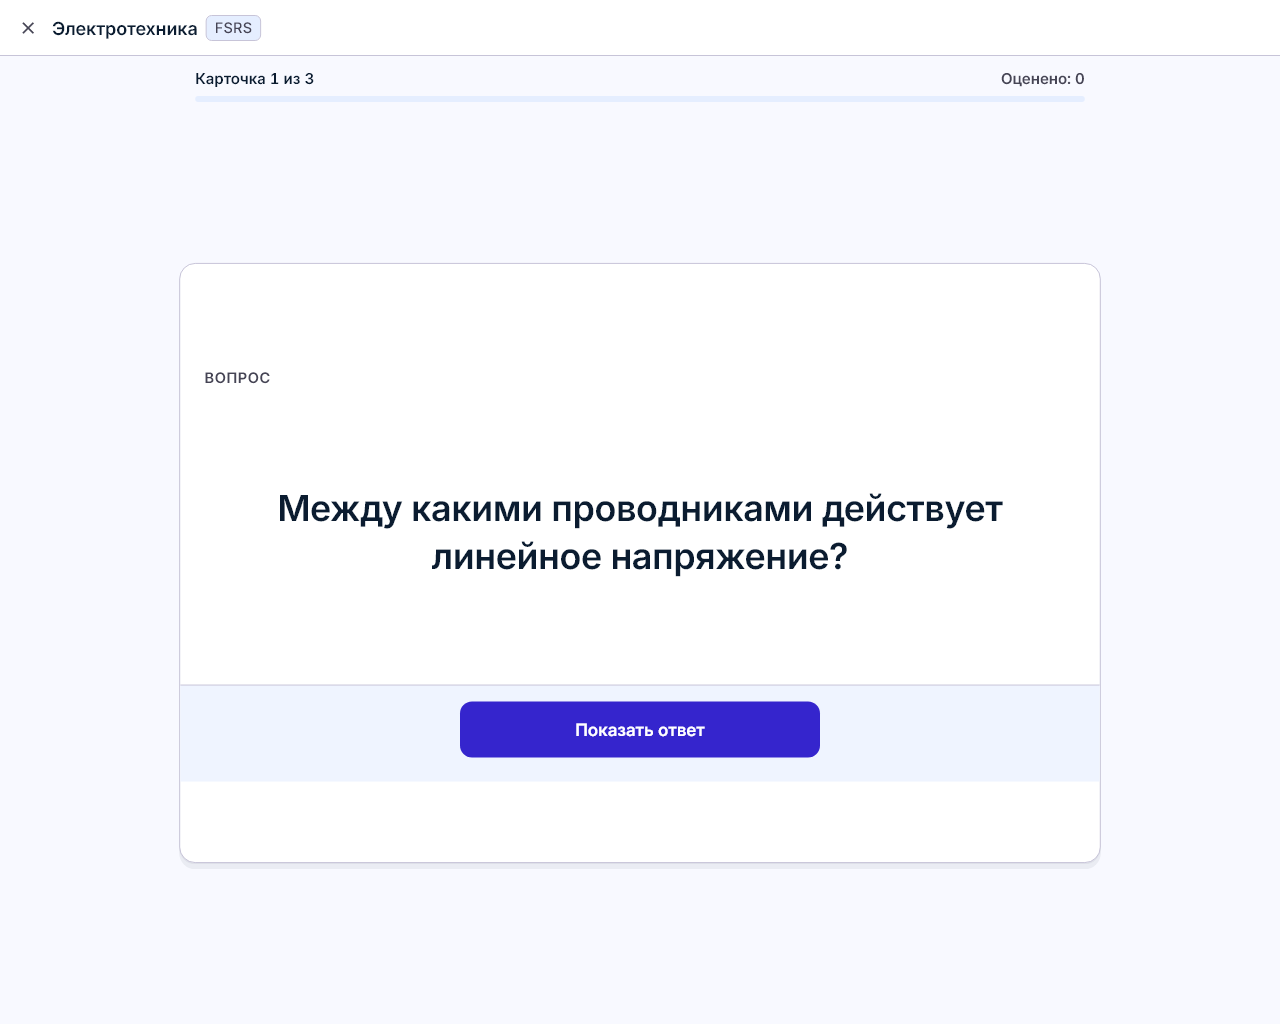 Электротехника FSRS
Карточка 1 из 3
Оценено: 0
ВОПРОС
Между какими проводниками действует
линейное напряжение?
Показать ответ